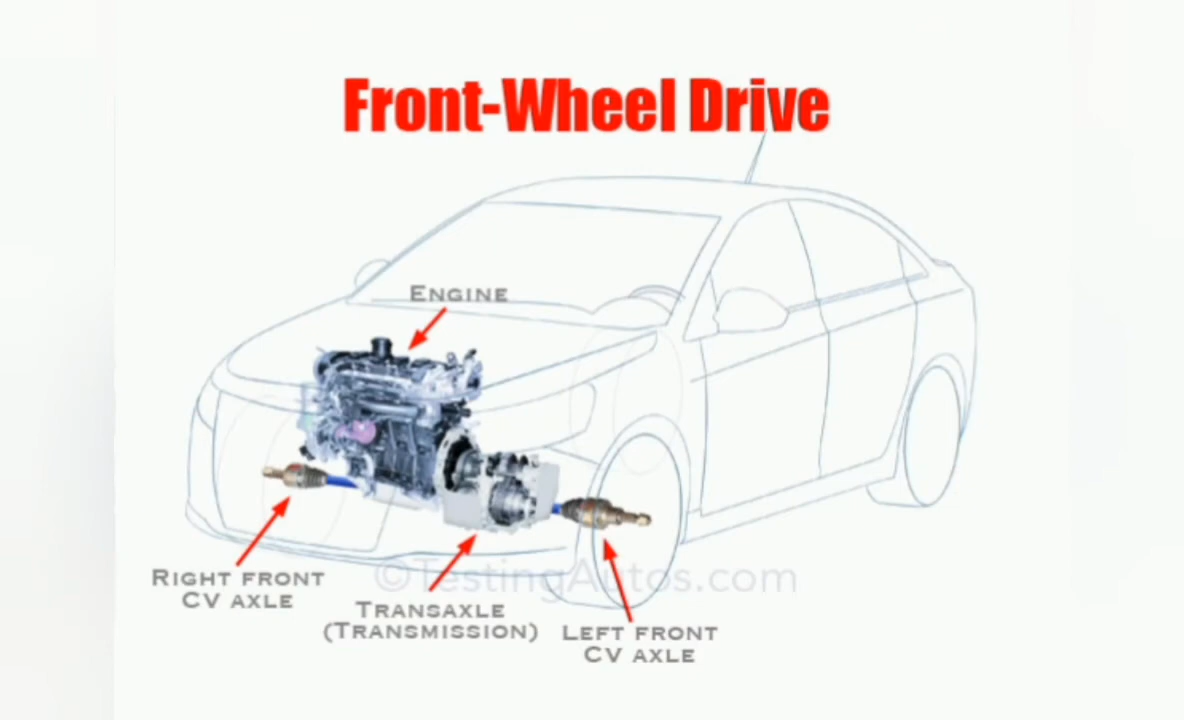 Front-Wheel Drive
ENGINE
RIGHT FRONT
CV AXLE
©TestingAutos.com
TRANSAXLE
(TRANSMISSION)
LEFT FRONT
CV AXLE